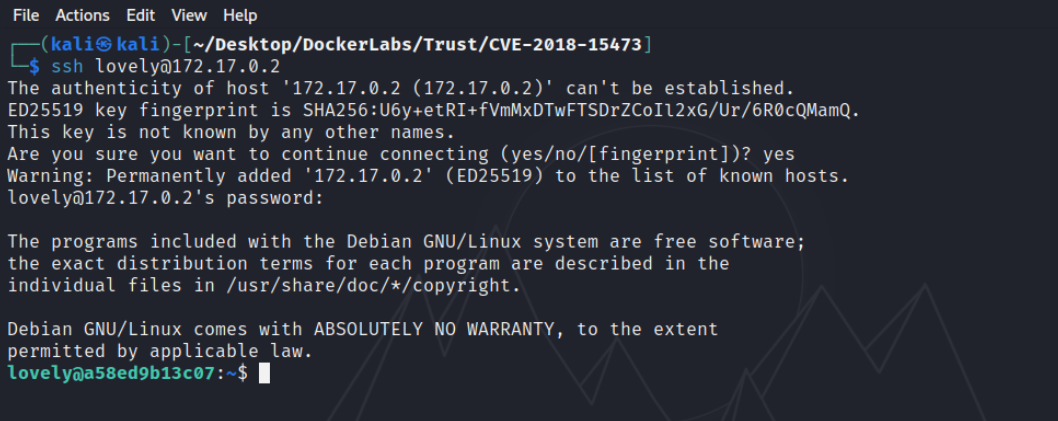 File Actions Edit View Help
┌──(kali㉿kali)-[~/Desktop/DockerLabs/Trust/CVE-2018-15473]
└─$ ssh lovely@172.17.0.2
The authenticity of host '172.17.0.2 (172.17.0.2)' can't be established.
ED25519 key fingerprint is SHA256:U6y+etRI+fVmMxDTwFTSDrZCoIl2xG/Ur/6R0cQMamQ.
This key is not known by any other names.
Are you sure you want to continue connecting (yes/no/[fingerprint])? yes
Warning: Permanently added '172.17.0.2' (ED25519) to the list of known hosts.
lovely@172.17.0.2's password:
The programs included with the Debian GNU/Linux system are free software;
the exact distribution terms for each program are described in the
individual files in /usr/share/doc/*/copyright.
Debian GNU/Linux comes with ABSOLUTELY NO WARRANTY, to the extent
permitted by applicable law.
lovely@a58ed9b13c07:~$